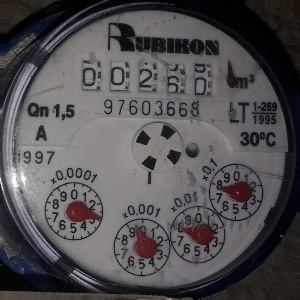 RUBIKON
00260 m³
Qn 1,5 97603668 LT 1-269
1995
A 30°C
997
x0,0001 x0,1
x0,001 x0,01